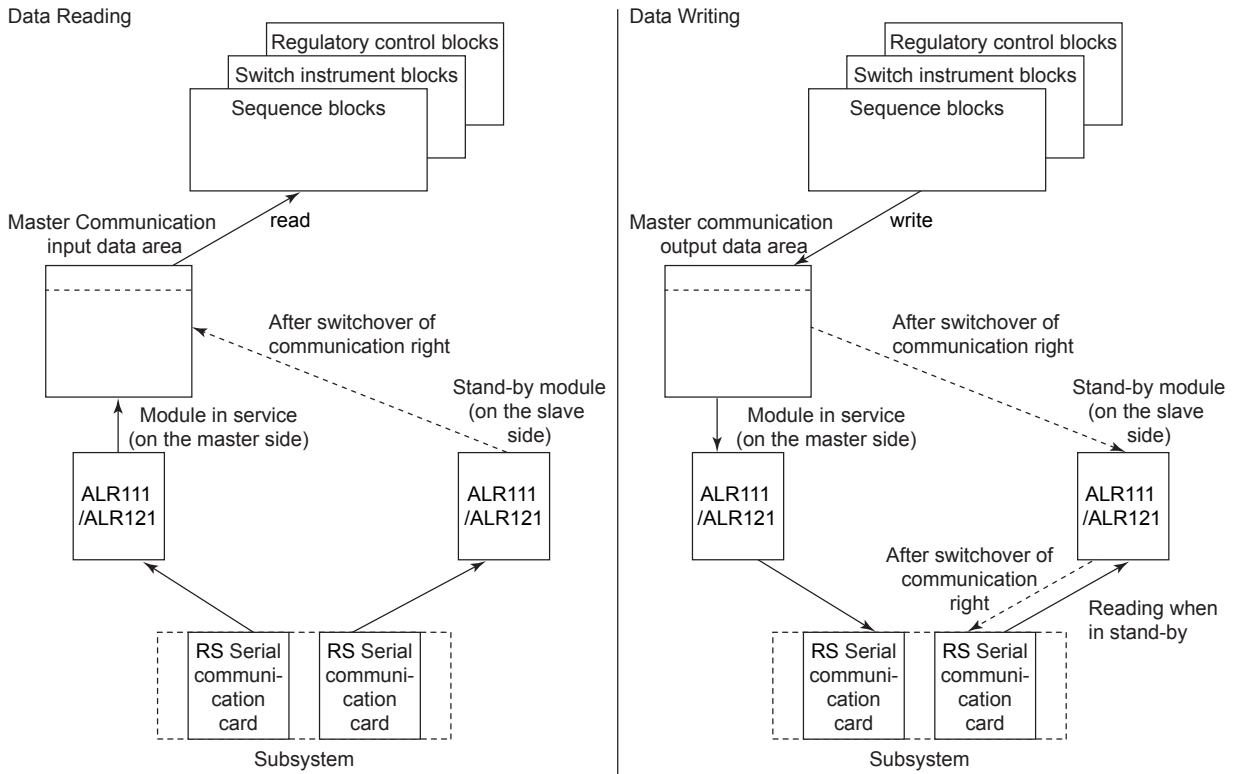 Data Reading
Regulatory control blocks
Switch instrument blocks
Sequence blocks
Master Communication
input data area
read
After switchover of
communication right
Stand-by module
(on the slave
side)
Module in service
(on the master side)
ALR111
/ALR121
ALR111
/ALR121
RS Serial
communi-
cation
card
RS Serial
communi-
cation
card
Subsystem
Data Writing
Regulatory control blocks
Switch instrument blocks
Sequence blocks
Master communication
output data area
write
After switchover of
communication right
Stand-by module
(on the slave
side)
Module in service
(on the master side)
ALR111
/ALR121
ALR111
/ALR121
After switchover of
communication
right
Reading when
in stand-by
RS Serial
communi-
cation
card
RS Serial
communi-
cation
card
Subsystem